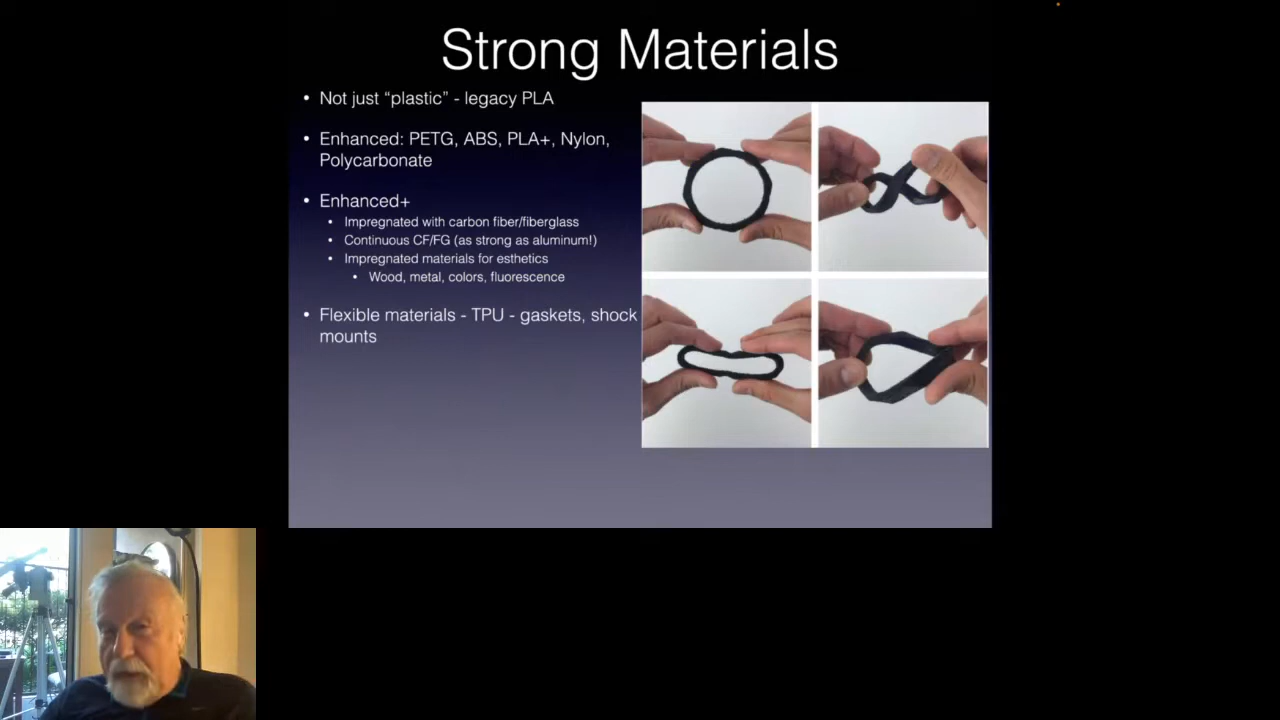 Strong Materials
• Not just “plastic” - legacy PLA
• Enhanced: PETG, ABS, PLA+, Nylon,
Polycarbonate
• Enhanced+
• Impregnated with carbon fiber/fiberglass
• Continuous CF/FG (as strong as aluminum!)
• Impregnated materials for esthetics
• Wood, metal, colors, fluorescence
• Flexible materials - TPU - gaskets, shock
mounts